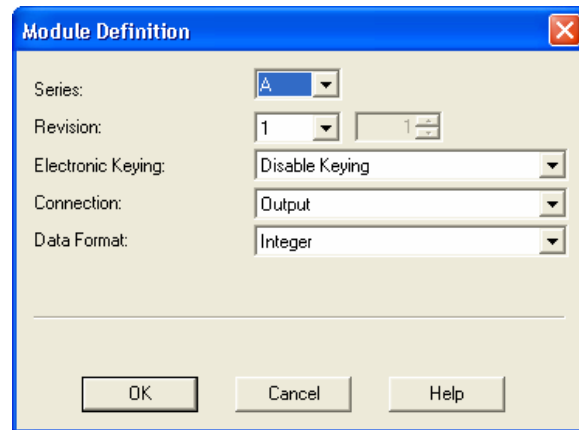 Module Definition
Series: A
Revision: 1 1
Electronic Keying: Disable Keying
Connection: Output
Data Format: Integer
OK Cancel Help